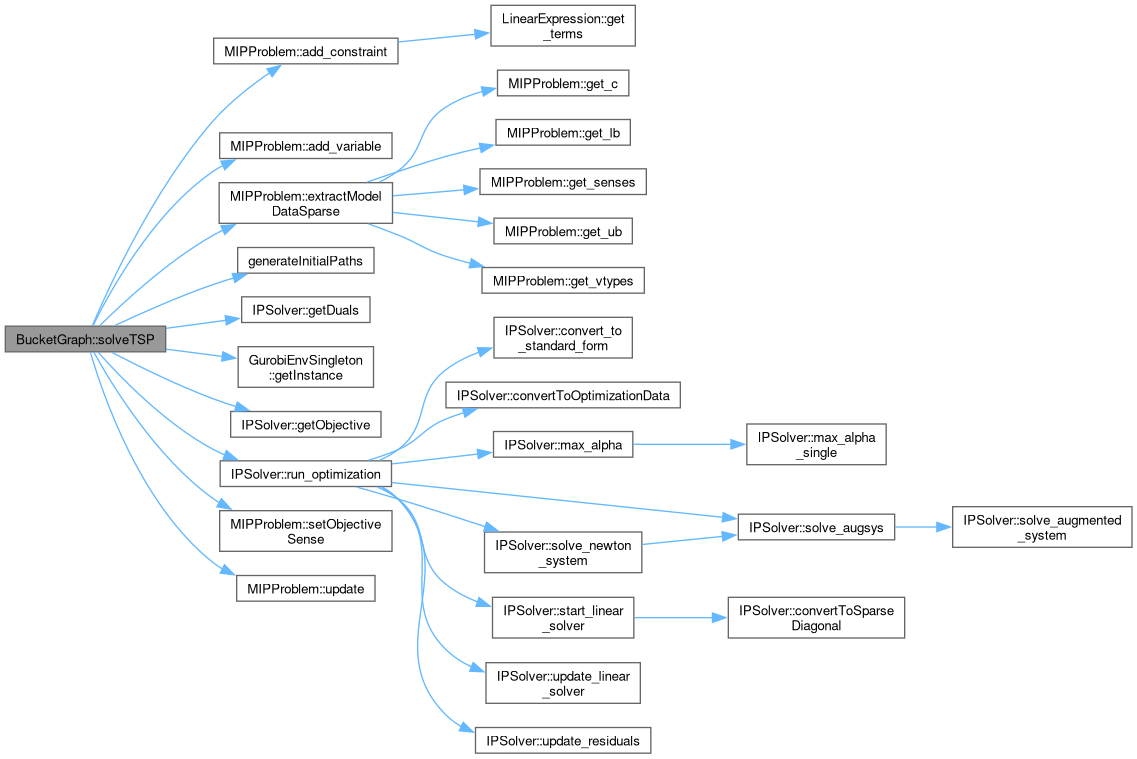 BucketGraph::solveTSP
MIPProblem::add_constraint
LinearExpression::get
_terms
MIPProblem::add_variable
MIPProblem::extractModel
DataSparse
MIPProblem::get_c
MIPProblem::get_lb
MIPProblem::get_senses
MIPProblem::get_ub
MIPProblem::get_vtypes
generateInitialPaths
IPSolver::getDuals
GurobiEnvSingleton
::getInstance
IPSolver::getObjective
IPSolver::run_optimization
IPSolver::convert_to
_standard_form
IPSolver::convertToOptimizationData
IPSolver::max_alpha
IPSolver::max_alpha
_single
IPSolver::solve_augsys
IPSolver::solve_augmented
_system
IPSolver::solve_newton
_system
IPSolver::start_linear
_solver
IPSolver::convertToSparse
Diagonal
IPSolver::update_linear
_solver
IPSolver::update_residuals
MIPProblem::setObjective
Sense
MIPProblem::update